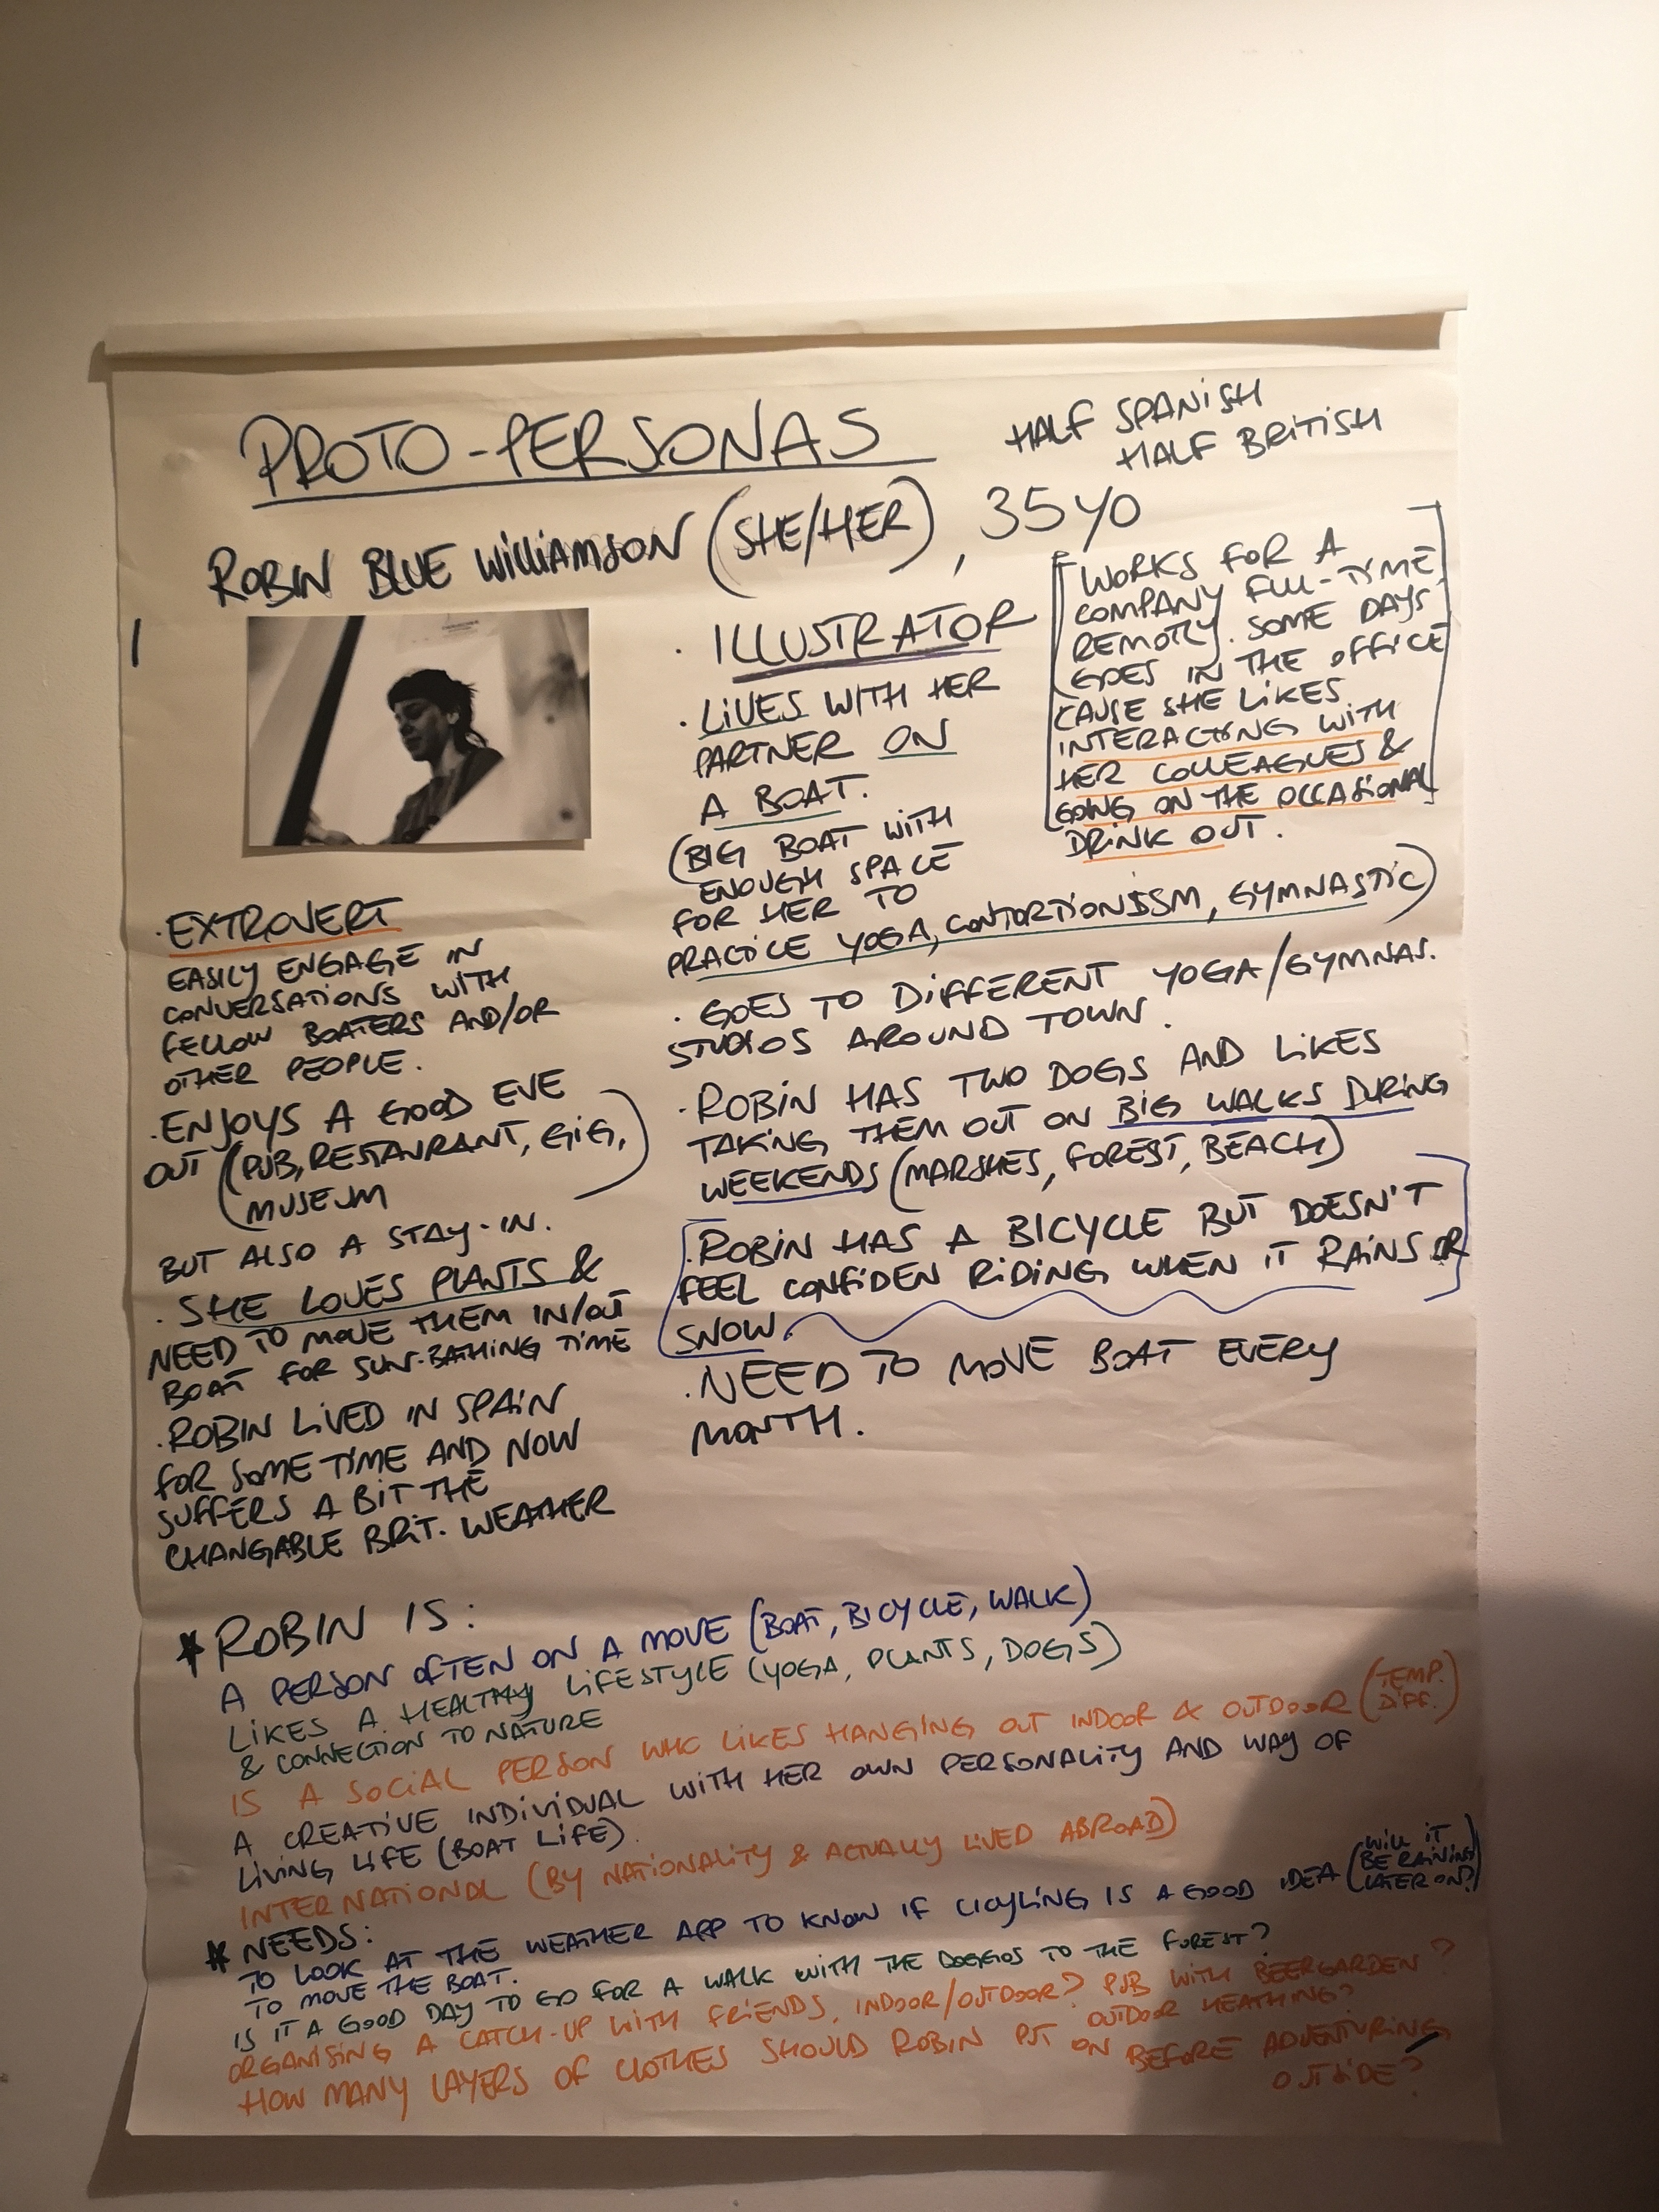 PROTO-PERSONAS
HALF SPANISH
HALF BRITISH
ROBIN BLUE WILLIAMSON (SHE/HER), 35 YO
· ILLUSTRATOR
· LIVES WITH HER
PARTNER ON
A BOAT.
(BIG BOAT WITH
ENOUGH SPACE
FOR HER TO
PRACTICE YOGA, CONTORTIONISM, GYMNASTIC)
[WORKS FOR A
COMPANY FULL-TIME,
REMOTLY. SOME DAYS
GOES IN THE OFFICE
CAUSE SHE LIKES
INTERACTING WITH
HER COLLEAGUES &
GOING ON THE OCCASIONAL
DRINK OUT.]
· GOES TO DIFFERENT YOGA/GYMNAS.
STUDIOS AROUND TOWN.
· ROBIN HAS TWO DOGS AND LIKES
TAKING THEM OUT ON BIG WALKS DURING
WEEKENDS (MARSHES, FOREST, BEACH)
· ROBIN HAS A BICYCLE BUT DOESN'T
FEEL CONFIDEN RIDING WHEN IT RAINS OR
SNOW.
· NEED TO MOVE BOAT EVERY
MONTH.
· EXTROVERT
EASILY ENGAGE IN
CONVERSATIONS WITH
FELLOW BOATERS AND/OR
OTHER PEOPLE.
· ENJOYS A GOOD EVE
OUT (PUB, RESTAURANT, GIG,
MUSEUM)
BUT ALSO A STAY-IN.
· SHE LOVES PLANTS &
NEED TO MOVE THEM IN/OUT
BOAT FOR SUN-BATHING TIME
· ROBIN LIVED IN SPAIN
FOR SOME TIME AND NOW
SUFFERS A BIT THE
CHANGABLE BRIT. WEATHER
* ROBIN IS:
A PERSON OFTEN ON A MOVE (BOAT, BICYCLE, WALK)
LIKES A HEALTHY LIFESTYLE (YOGA, PLANTS, DOGS)
& CONNECTION TO NATURE
IS A SOCIAL PERSON WHO LIKES HANGING OUT INDOOR & OUTDOOR (TEMP.
DIFF.)
A CREATIVE INDIVIDUAL WITH HER OWN PERSONALITY AND WAY OF
LIVING LIFE (BOAT LIFE)
INTERNATIONAL (BY NATIONALITY & ACTUALLY LIVED ABROAD)
* NEEDS:
TO LOOK AT THE WEATHER APP TO KNOW IF CICYLING IS A GOOD IDEA (WILL IT
BE RAINING
LATER ON?)
TO MOVE THE BOAT.
IS IT A GOOD DAY TO GO FOR A WALK WITH THE DOGGIOS TO THE FOREST?
ORGANISING A CATCH-UP WITH FRIENDS, INDOOR/OUTDOOR? PUB WITH BEERGARDEN?
OUTDOOR HEATHING?
HOW MANY LAYERS OF CLOTHES SHOULD ROBIN PUT ON BEFORE ADVENTURING
OUTSIDE?